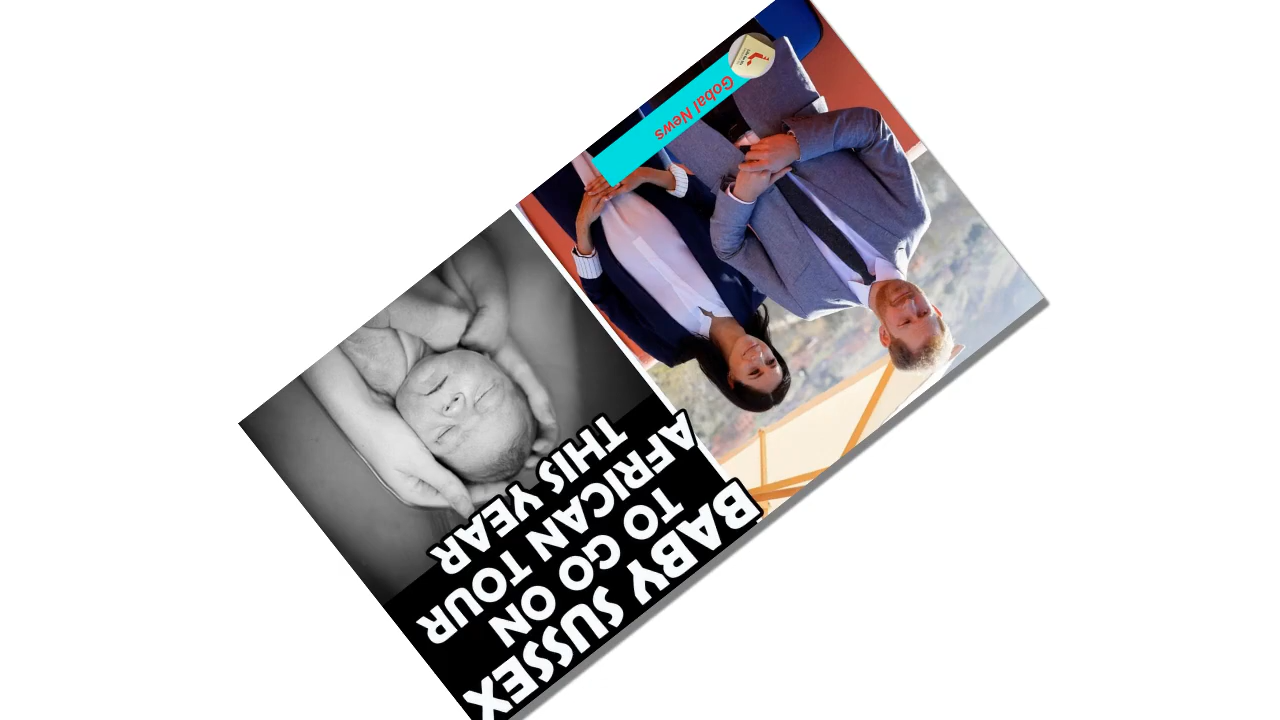 BABY SUSSEX
TO GO ON
AFRICAN TOUR
THIS YEAR
Gobal News